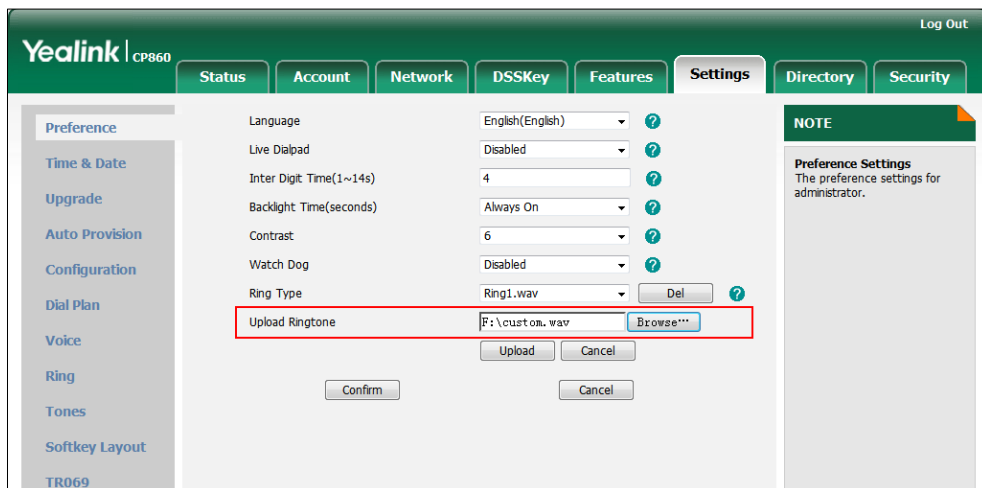 Log Out
Yealink CP860
Status Account Network DSSKey Features Settings Directory Security
Preference
Time & Date
Upgrade
Auto Provision
Configuration
Dial Plan
Voice
Ring
Tones
Softkey Layout
TR069
Language English(English) ?
Live Dialpad Disabled ?
Inter Digit Time(1~14s) 4 ?
Backlight Time(seconds) Always On ?
Contrast 6 ?
Watch Dog Disabled ?
Ring Type Ring1.wav Del ?
Upload Ringtone F:\custom.wav Browse...
Upload Cancel
Confirm Cancel
NOTE
Preference Settings
The preference settings for
administrator.